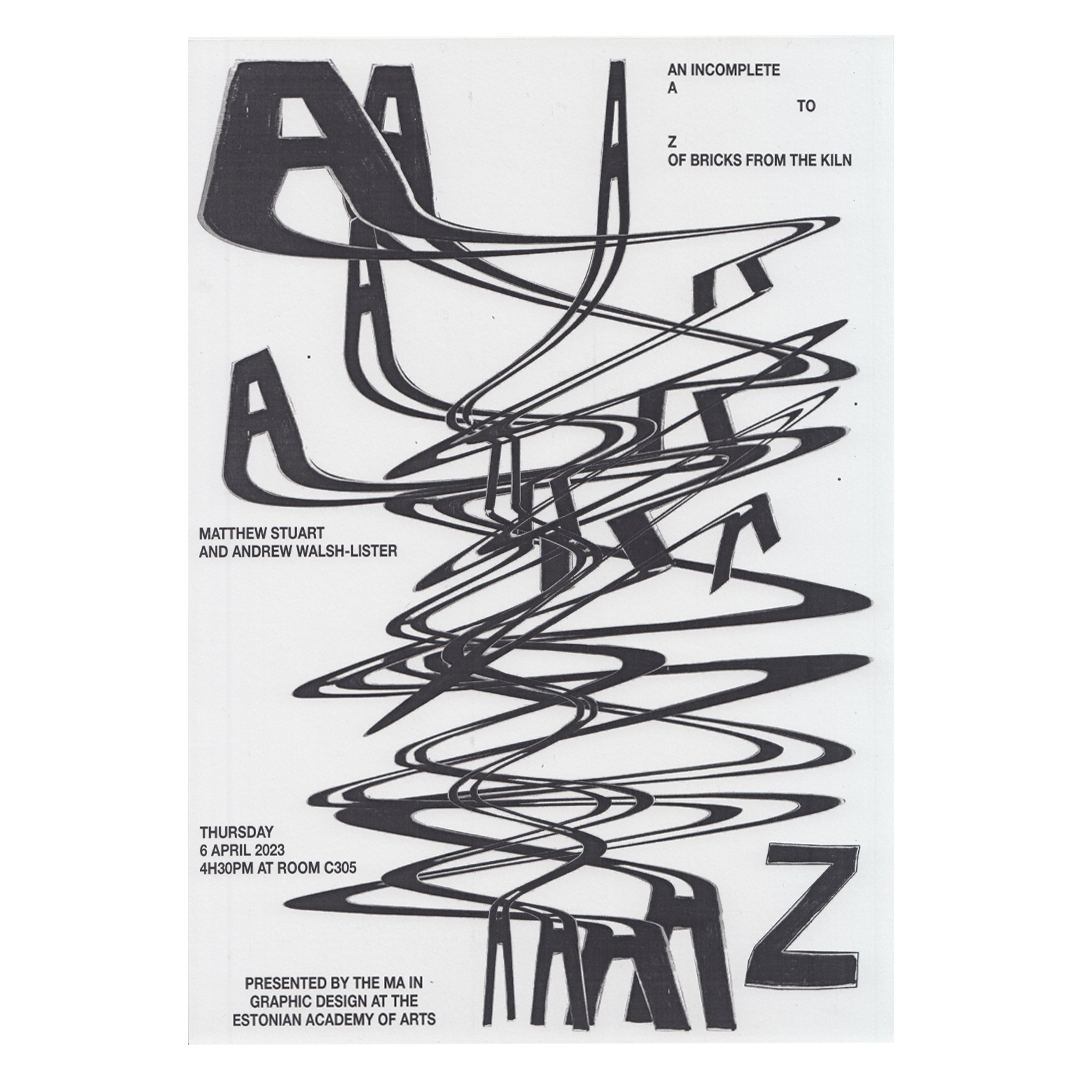 AN INCOMPLETE
A
TO
Z
OF BRICKS FROM THE KILN
A A A
A
A
MATTHEW STUART
AND ANDREW WALSH-LISTER
THURSDAY
6 APRIL 2023
4H30PM AT ROOM C305
Z
A A A A
PRESENTED BY THE MA IN
GRAPHIC DESIGN AT THE
ESTONIAN ACADEMY OF ARTS